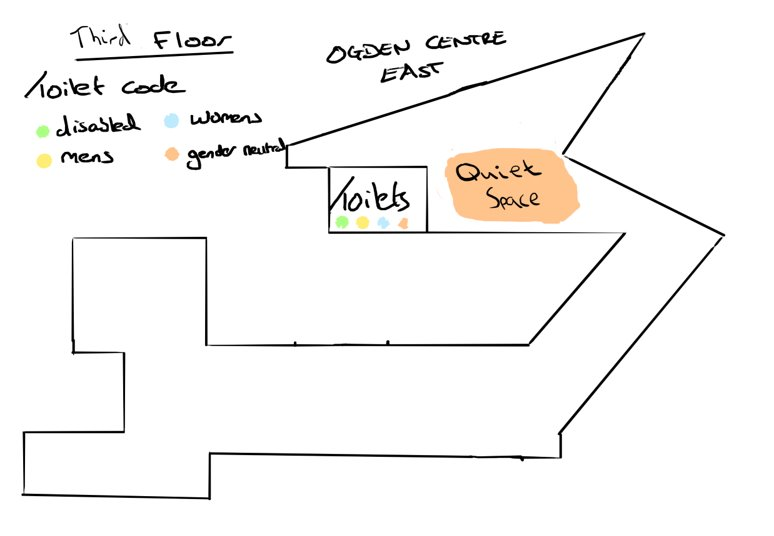 Third Floor
OGDEN CENTRE
EAST
Toilet code
disabled
womens
mens
gender neutral
Toilets
Quiet
Space